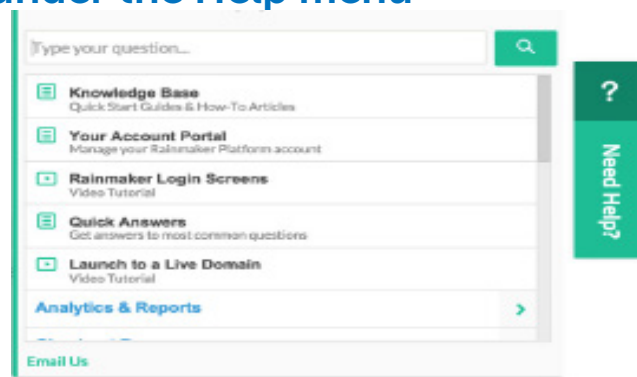 under the Help menu
Type your question...
Knowledge Base
Quick Start Guides & How-To Articles
Your Account Portal
Manage your Rainmaker Platform account
Rainmaker Login Screens
Video Tutorial
Quick Answers
Get answers to most common questions
Launch to a Live Domain
Video Tutorial
Analytics & Reports
Email Us
?
Need Help?